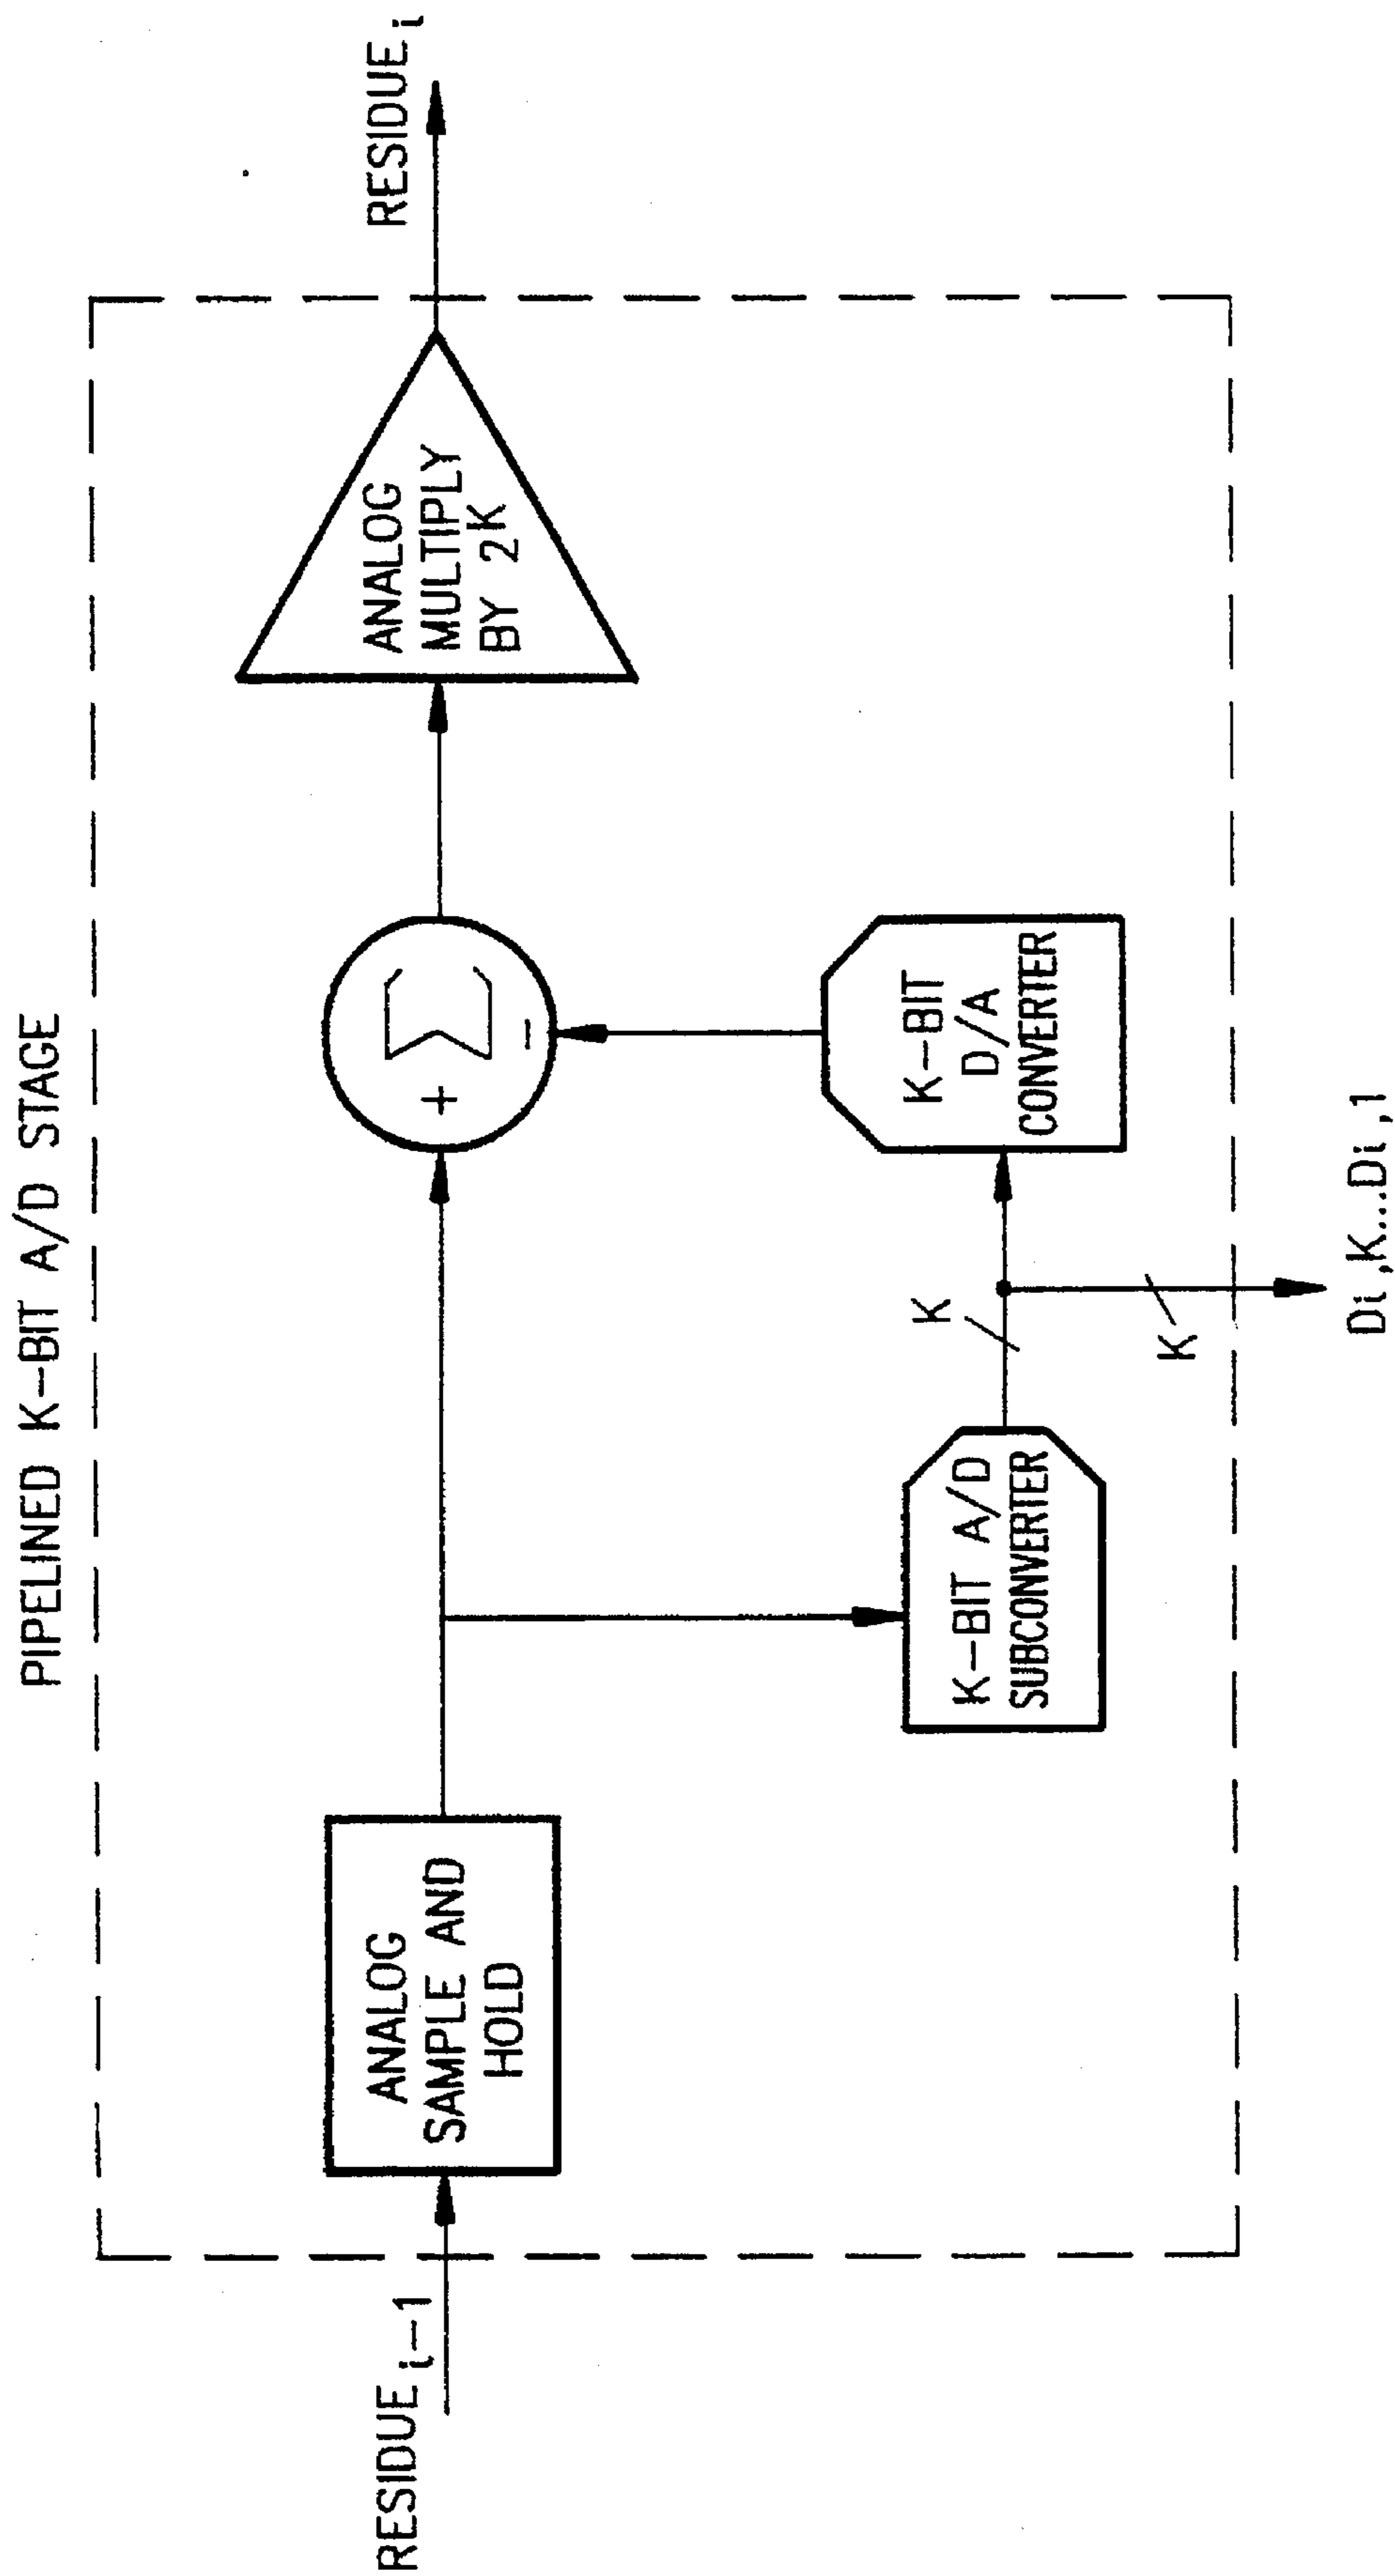 PIPELINED K-BIT A/D STAGE
RESIDUE i-1
ANALOG
SAMPLE AND
HOLD
K-BIT A/D
SUBCONVERTER
K
K
Di,K...Di,1
K-BIT
D/A
CONVERTER
+ Σ
-
ANALOG
MULTIPLY
BY 2K
RESIDUE i